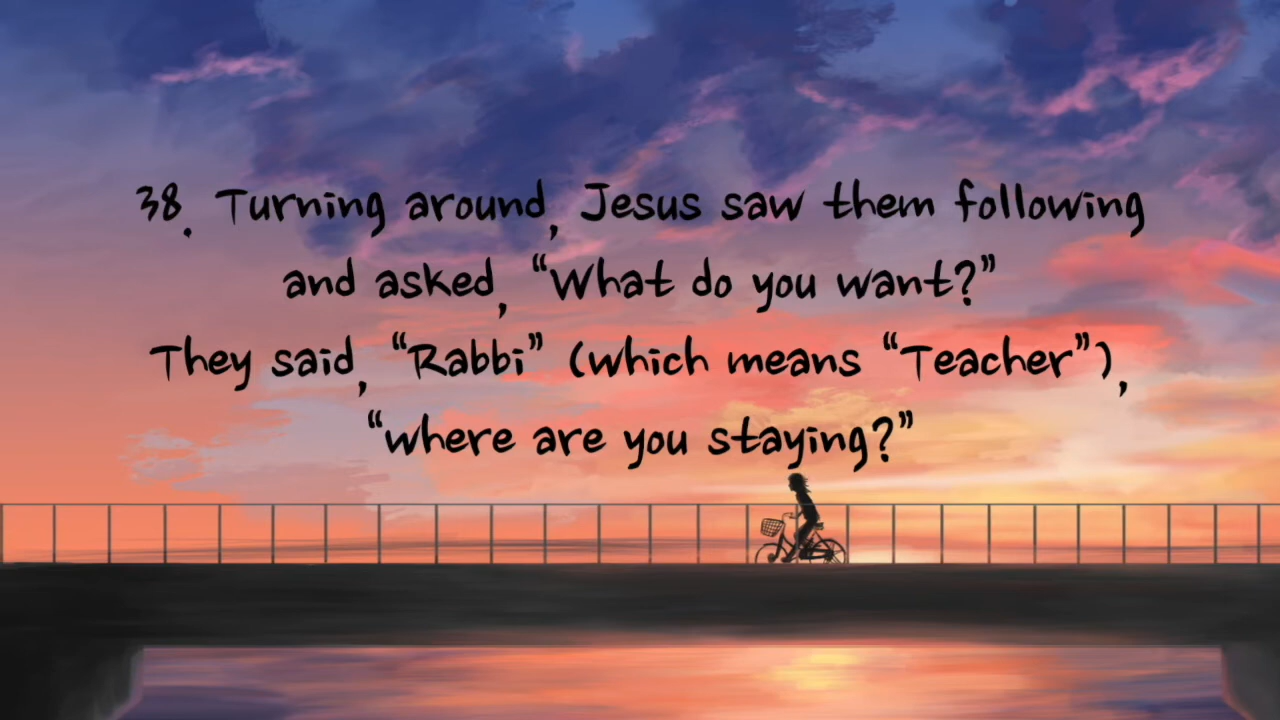 38. Turning around, Jesus saw them following
and asked, “What do you want?”
They said, “Rabbi” (which means “Teacher”),
“where are you staying?”